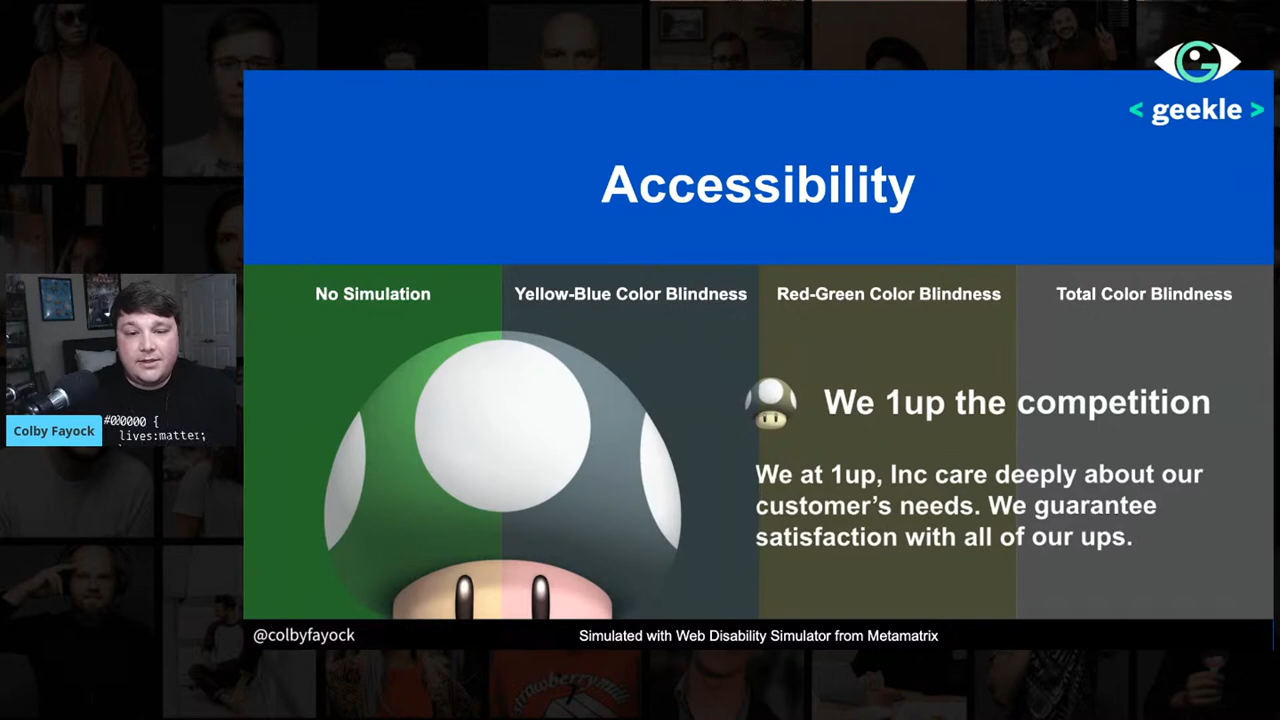 < geekle >
Accessibility
No Simulation
Yellow-Blue Color Blindness
Red-Green Color Blindness
Total Color Blindness
We 1up the competition
We at 1up, Inc care deeply about our
customer’s needs. We guarantee
satisfaction with all of our ups.
#000000 {
lives:matter;
Colby Fayock
@colbyfayock
Simulated with Web Disability Simulator from Metamatrix